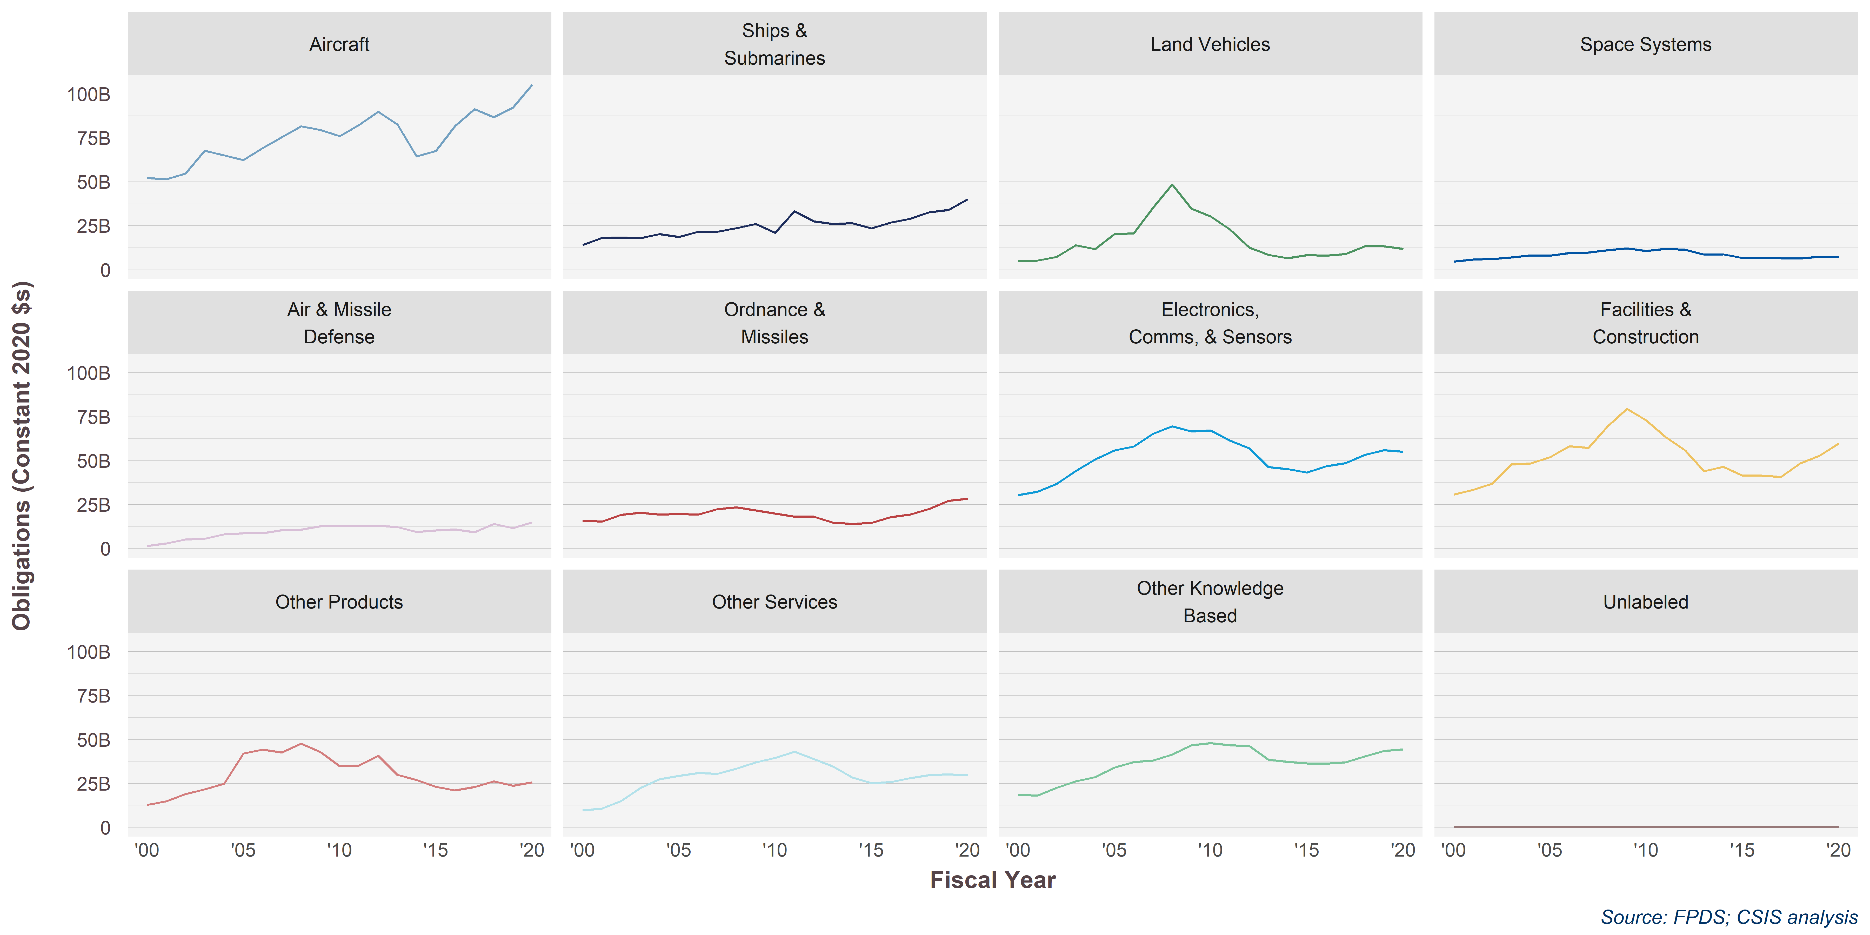 Aircraft
Ships &
Submarines
Land Vehicles
Space Systems
100B
75B
50B
25B
0
Air & Missile
Defense
Ordnance &
Missiles
Electronics,
Comms, & Sensors
Facilities &
Construction
100B
75B
50B
25B
0
Obligations (Constant 2020 $s)
Other Products
Other Services
Other Knowledge
Based
Unlabeled
100B
75B
50B
25B
0
'00 '05 '10 '15 '20 '00 '05 '10 '15 '20 '00 '05 '10 '15 '20 '00 '05 '10 '15 '20
Fiscal Year
Source: FPDS; CSIS analysis